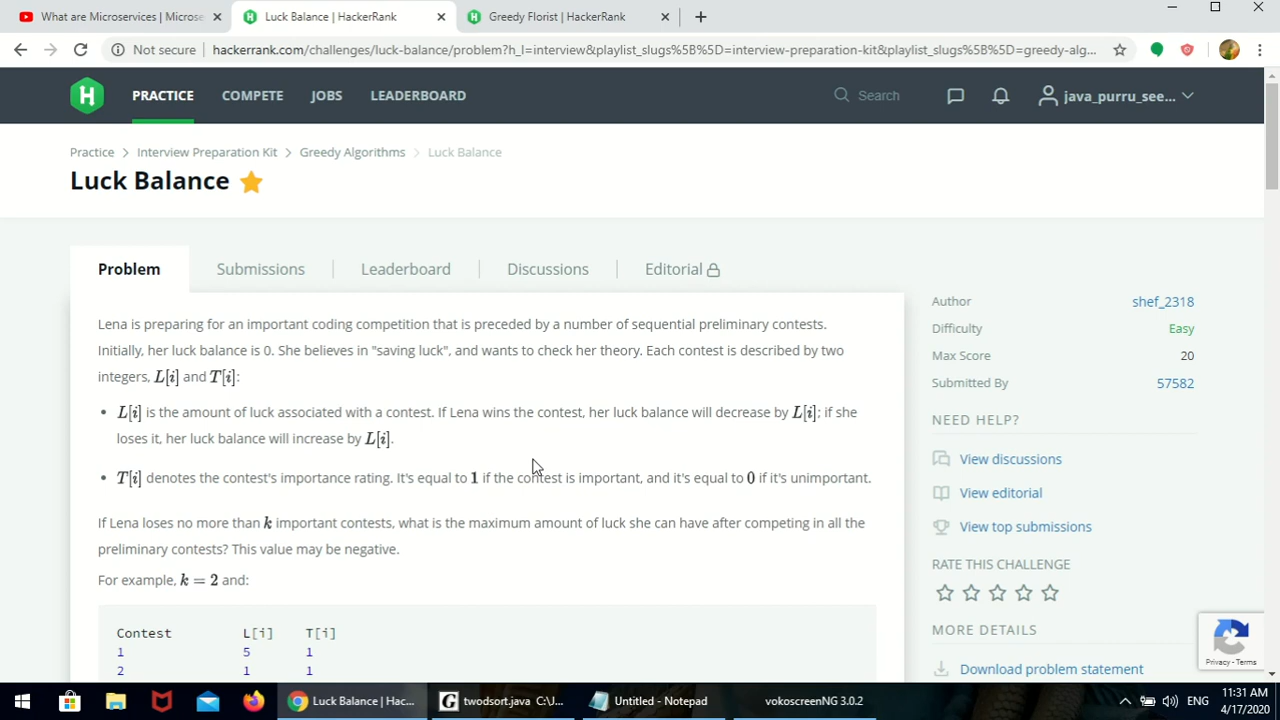 What are Microservices | Microse
Luck Balance | HackerRank
Greedy Florist | HackerRank
Not secure
hackerrank.com/challenges/luck-balance/problem?h_l=interview&playlist_slugs%5B%5D=interview-preparation-kit&playlist_slugs%5B%5D=greedy-alg...
H
PRACTICE
COMPETE
JOBS
LEADERBOARD
Search
java_purru_see...
Practice > Interview Preparation Kit > Greedy Algorithms > Luck Balance
Luck Balance
Problem
Submissions
Leaderboard
Discussions
Editorial
Lena is preparing for an important coding competition that is preceded by a number of sequential preliminary contests.
Initially, her luck balance is 0. She believes in "saving luck", and wants to check her theory. Each contest is described by two
integers, L[i] and T[i]:
• L[i] is the amount of luck associated with a contest. If Lena wins the contest, her luck balance will decrease by L[i]; if she
loses it, her luck balance will increase by L[i].
• T[i] denotes the contest's importance rating. It's equal to 1 if the contest is important, and it's equal to 0 if it's unimportant.
If Lena loses no more than k important contests, what is the maximum amount of luck she can have after competing in all the
preliminary contests? This value may be negative.
For example, k = 2 and:
Contest L[i] T[i]
1 5 1
2 1 1
Author shef_2318
Difficulty Easy
Max Score 20
Submitted By 57582
NEED HELP?
View discussions
View editorial
View top submissions
RATE THIS CHALLENGE
MORE DETAILS
Download problem statement
Privacy - Terms
Luck Balance | Hac...
twodsort.java C:\J...
Untitled - Notepad
vokoscreenNG 3.0.2
ENG
11:31 AM
4/17/2020